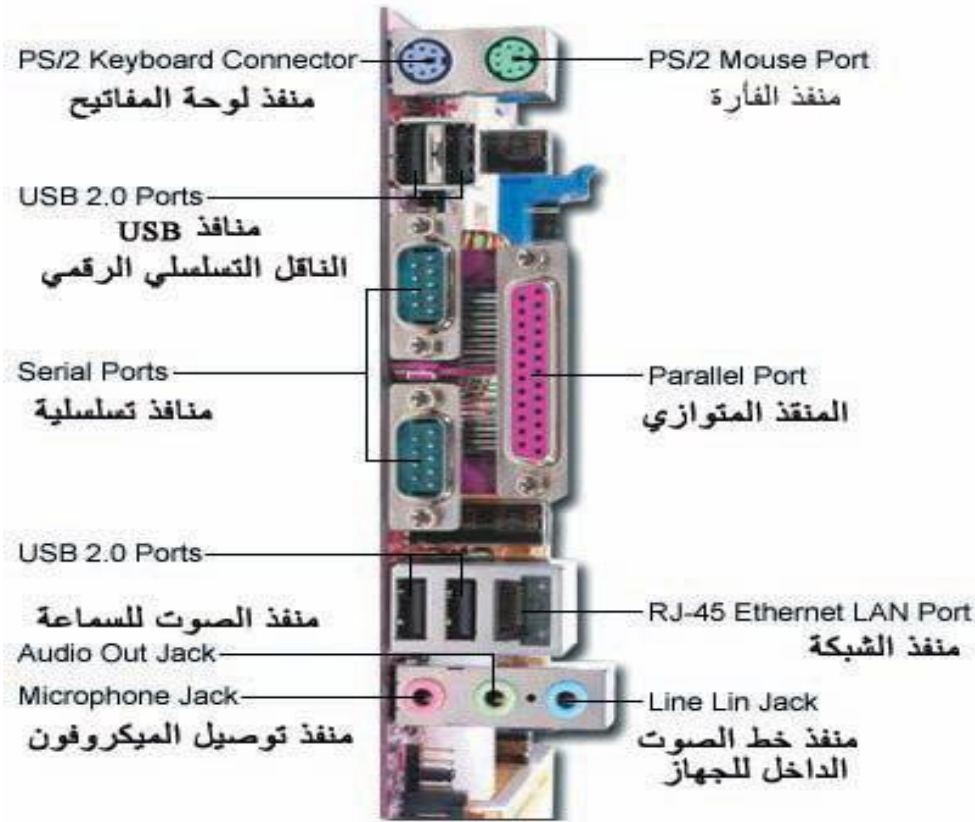 PS/2 Keyboard Connector
منفذ لوحة المفاتيح
PS/2 Mouse Port
منفذ الفأرة
USB 2.0 Ports
منافذ USB
الناقل التسلسلي الرقمي
Serial Ports
منافذ تسلسلية
Parallel Port
المنقذ المتوازي
USB 2.0 Ports
منفذ الصوت للسماعة
Audio Out Jack
RJ-45 Ethernet LAN Port
منفذ الشبكة
Microphone Jack
منفذ توصيل الميكروفون
Line Lin Jack
منفذ خط الصوت
الداخل للجهاز